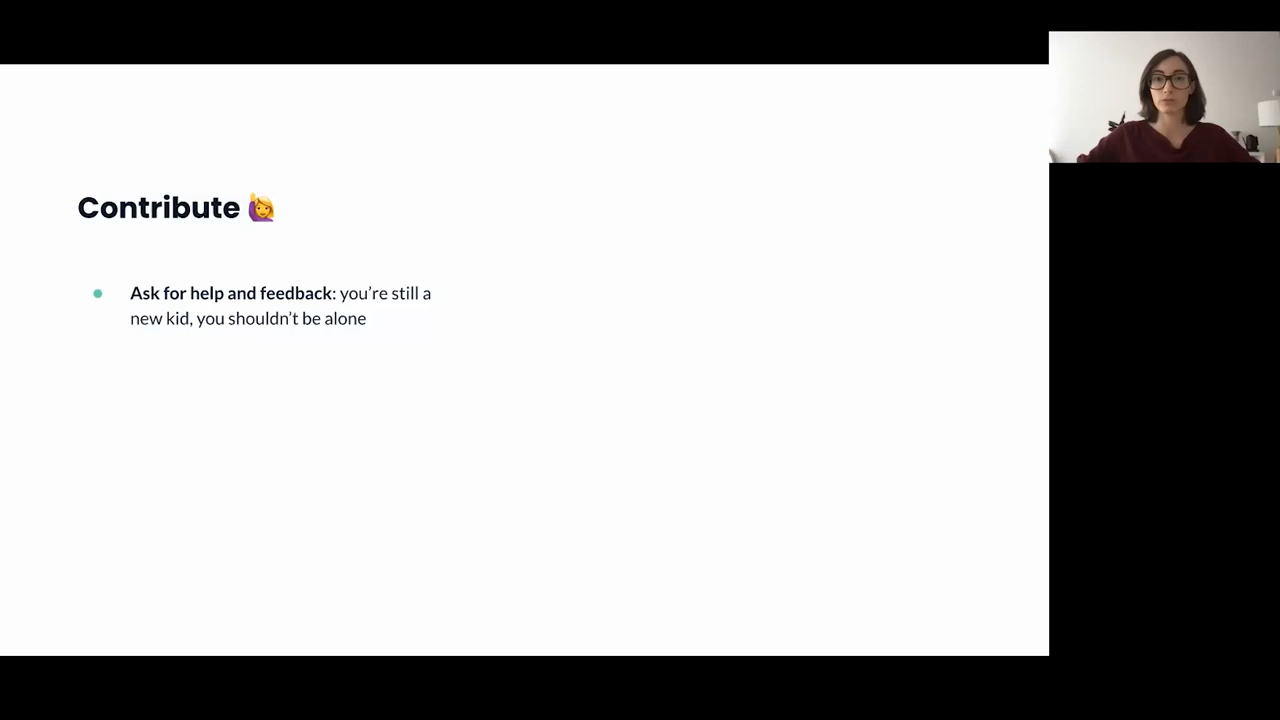 Contribute 🙋‍♀️
Ask for help and feedback: you’re still a
new kid, you shouldn’t be alone